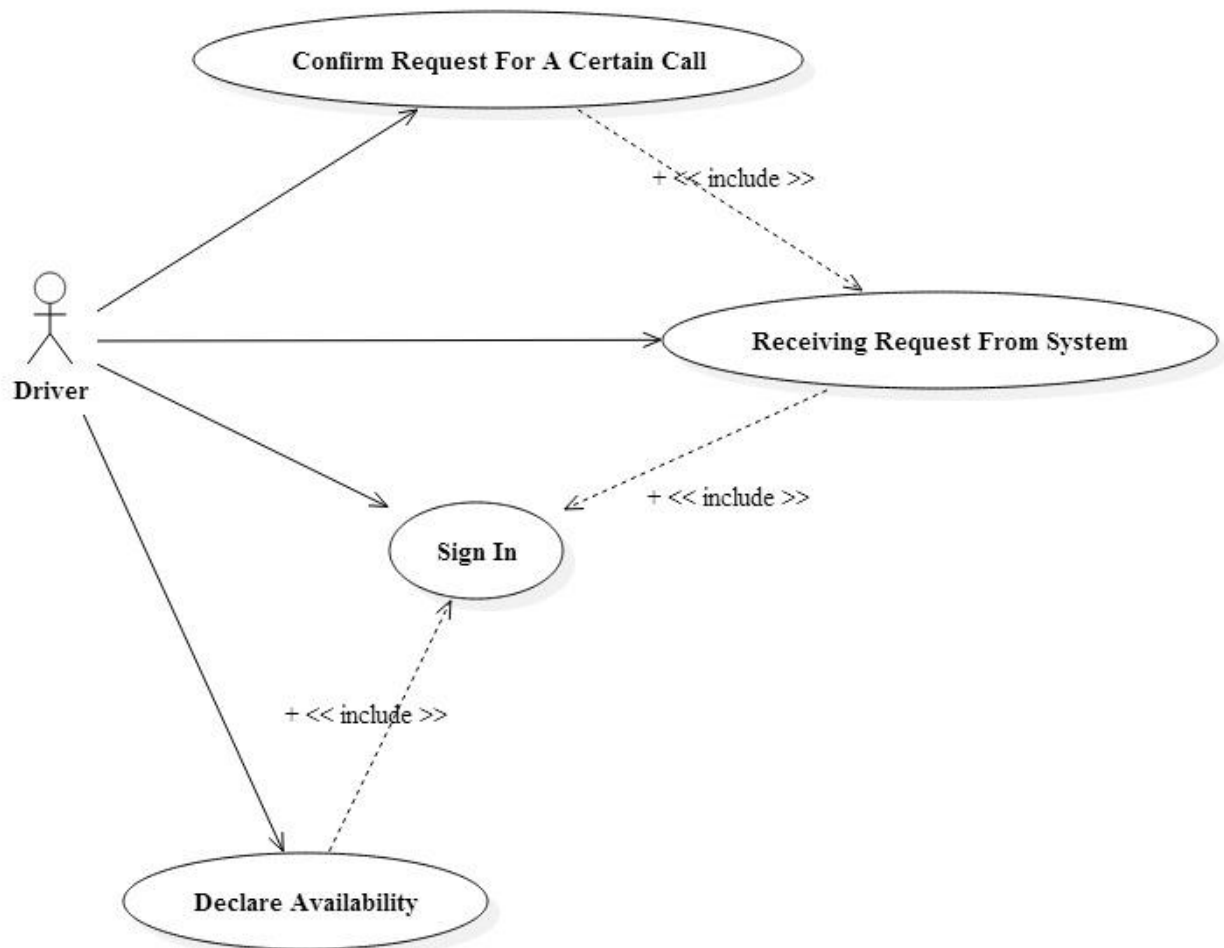 Confirm Request For A Certain Call
+ << include >>
Receiving Request From System
Driver
+ << include >>
Sign In
+ << include >>
Declare Availability